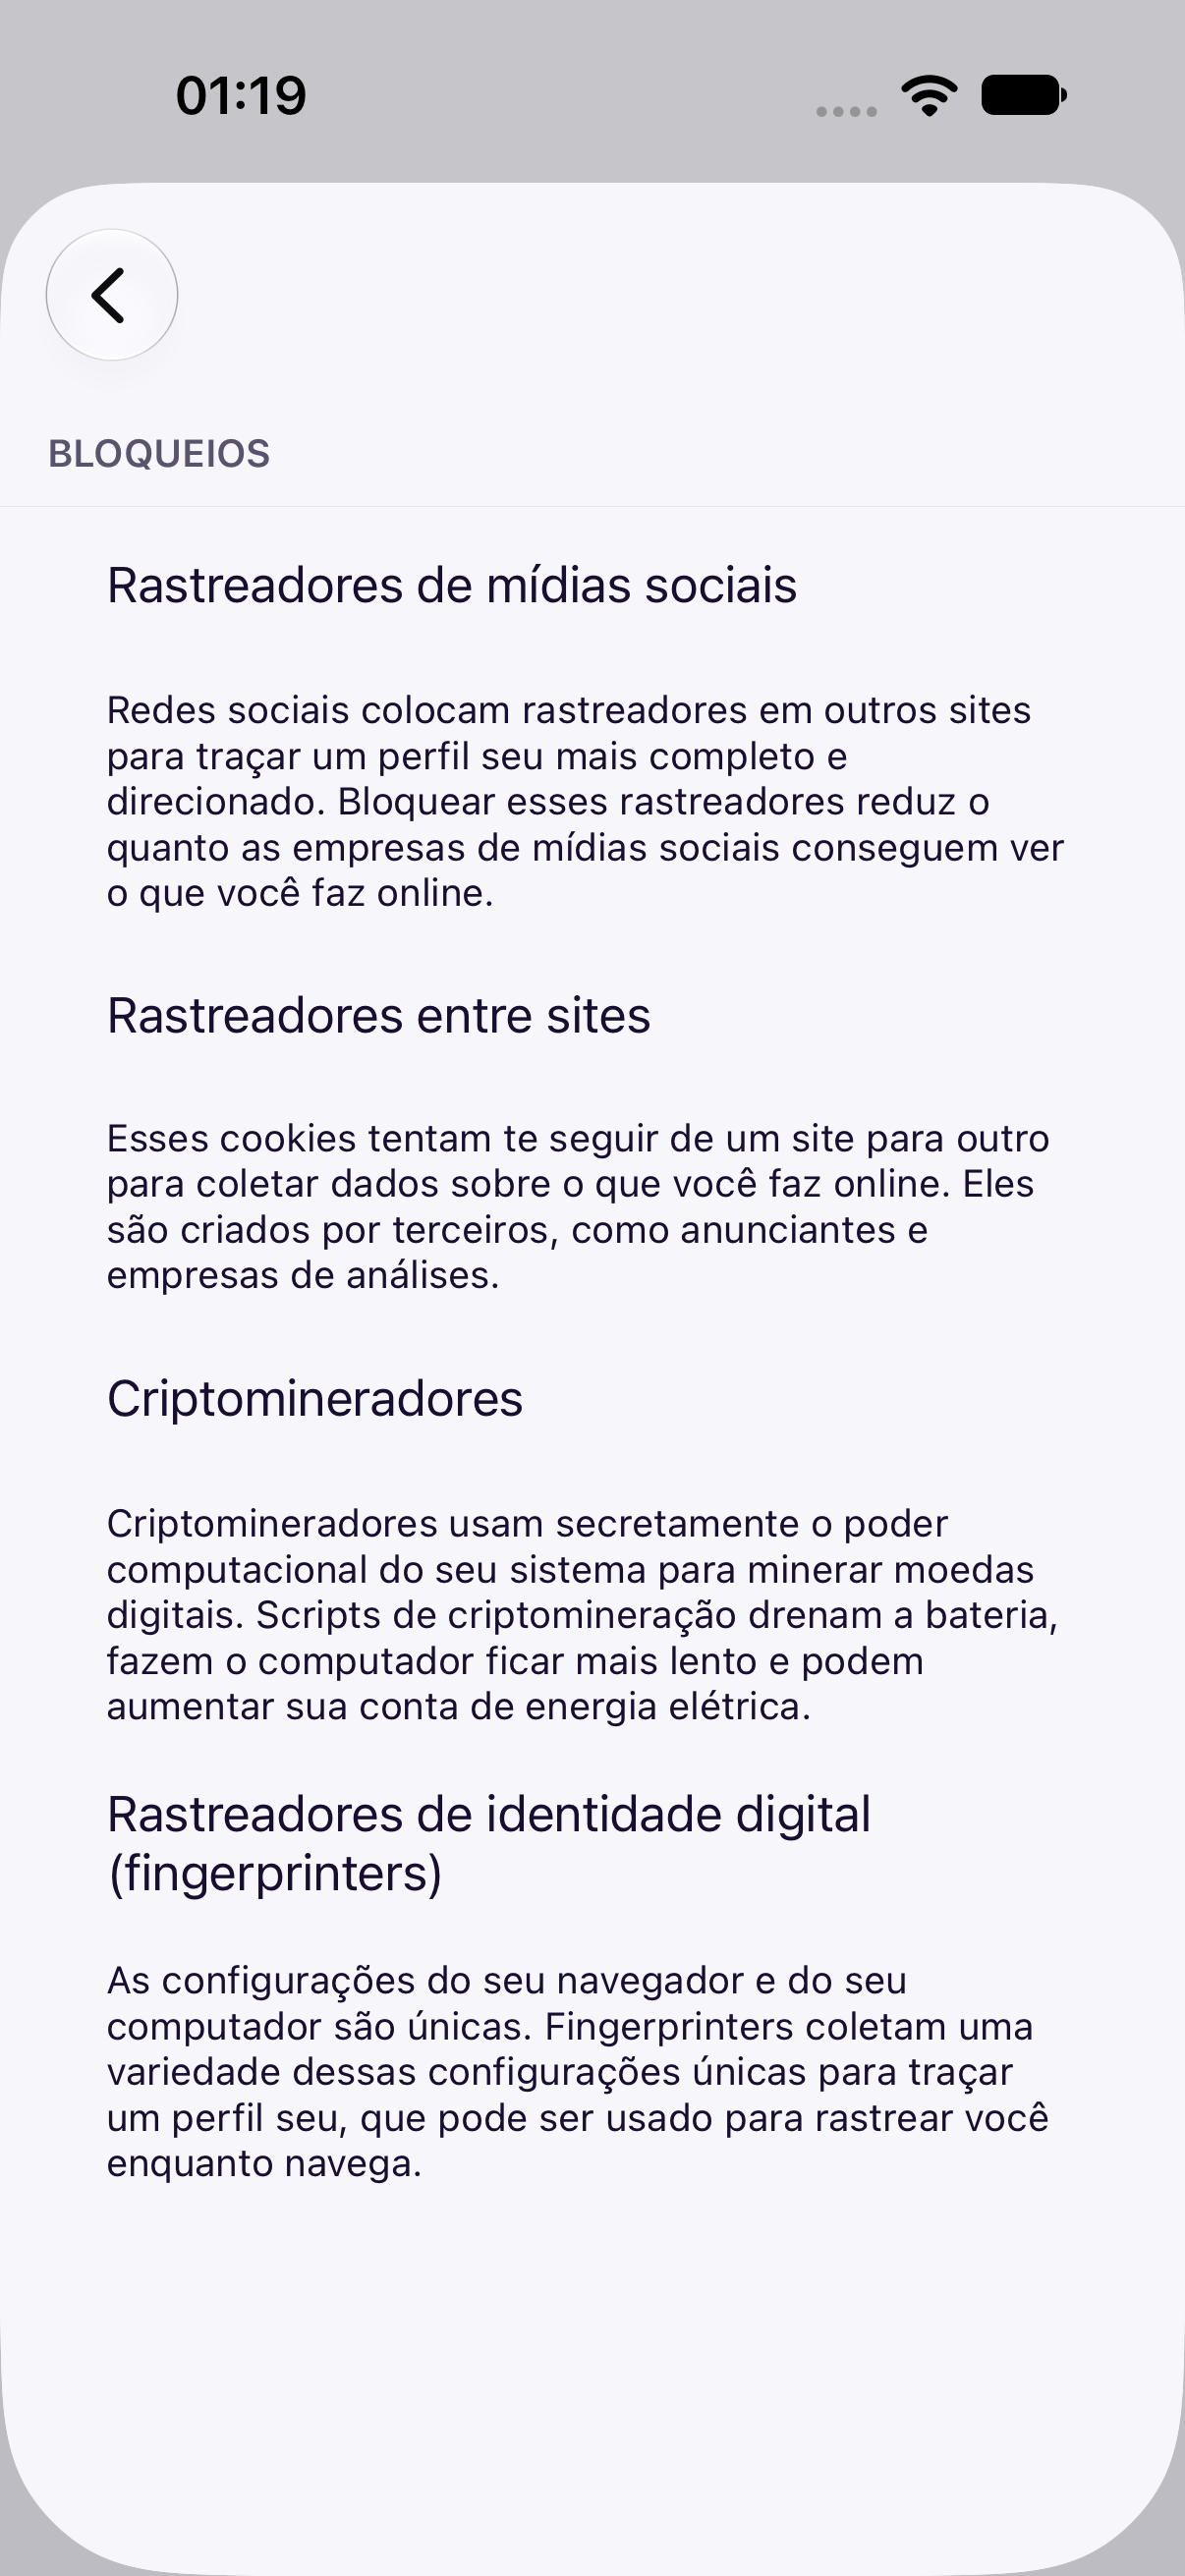 01:19
BLOQUEIOS
Rastreadores de mídias sociais
Redes sociais colocam rastreadores em outros sites
para traçar um perfil seu mais completo e
direcionado. Bloquear esses rastreadores reduz o
quanto as empresas de mídias sociais conseguem ver
o que você faz online.
Rastreadores entre sites
Esses cookies tentam te seguir de um site para outro
para coletar dados sobre o que você faz online. Eles
são criados por terceiros, como anunciantes e
empresas de análises.
Criptomineradores
Criptomineradores usam secretamente o poder
computacional do seu sistema para minerar moedas
digitais. Scripts de criptomineração drenam a bateria,
fazem o computador ficar mais lento e podem
aumentar sua conta de energia elétrica.
Rastreadores de identidade digital
(fingerprinters)
As configurações do seu navegador e do seu
computador são únicas. Fingerprinters coletam uma
variedade dessas configurações únicas para traçar
um perfil seu, que pode ser usado para rastrear você
enquanto navega.